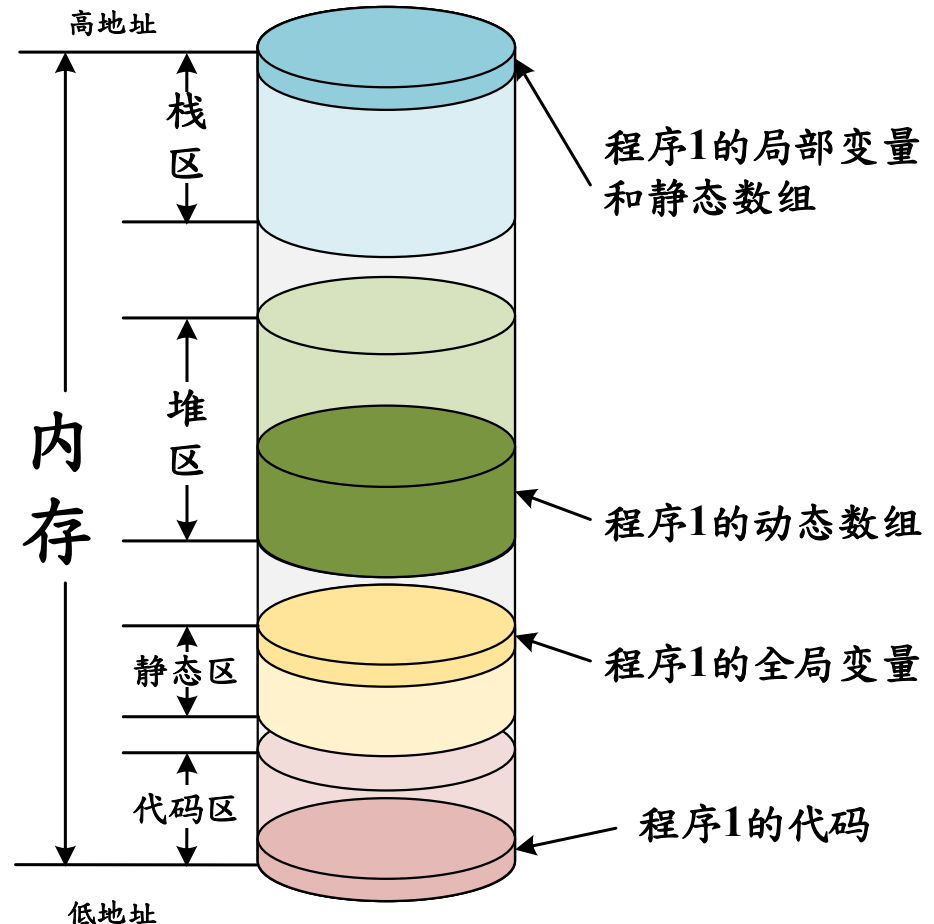 高地址
栈
区
程序1的局部变量
和静态数组
堆
区
内
存
程序1的动态数组
静态区
程序1的全局变量
代码区
程序1的代码
低地址